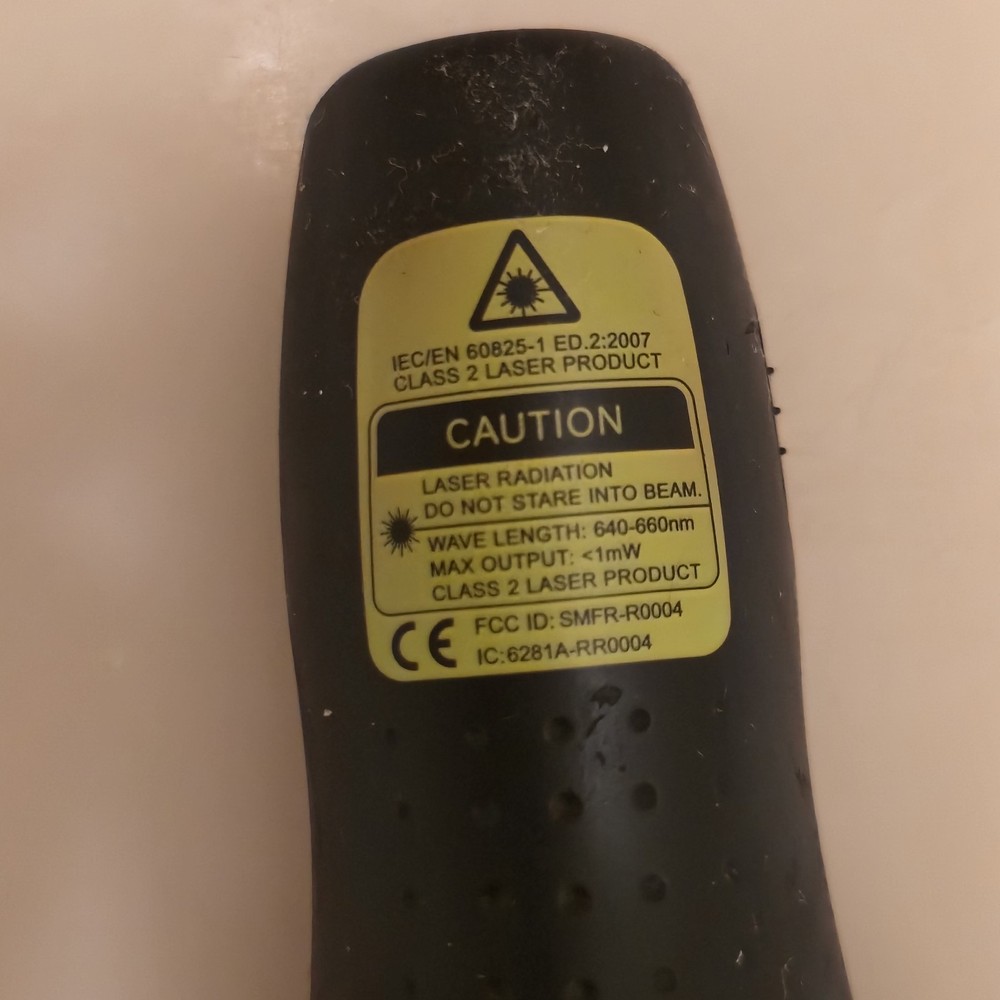 IEC/EN 60825-1 ED.2:2007
CLASS 2 LASER PRODUCT
CAUTION
LASER RADIATION
DO NOT STARE INTO BEAM.
WAVE LENGTH: 640-660nm
MAX OUTPUT: <1mW
CLASS 2 LASER PRODUCT
CE FCC ID: SMFR-R0004
IC:6281A-RR0004